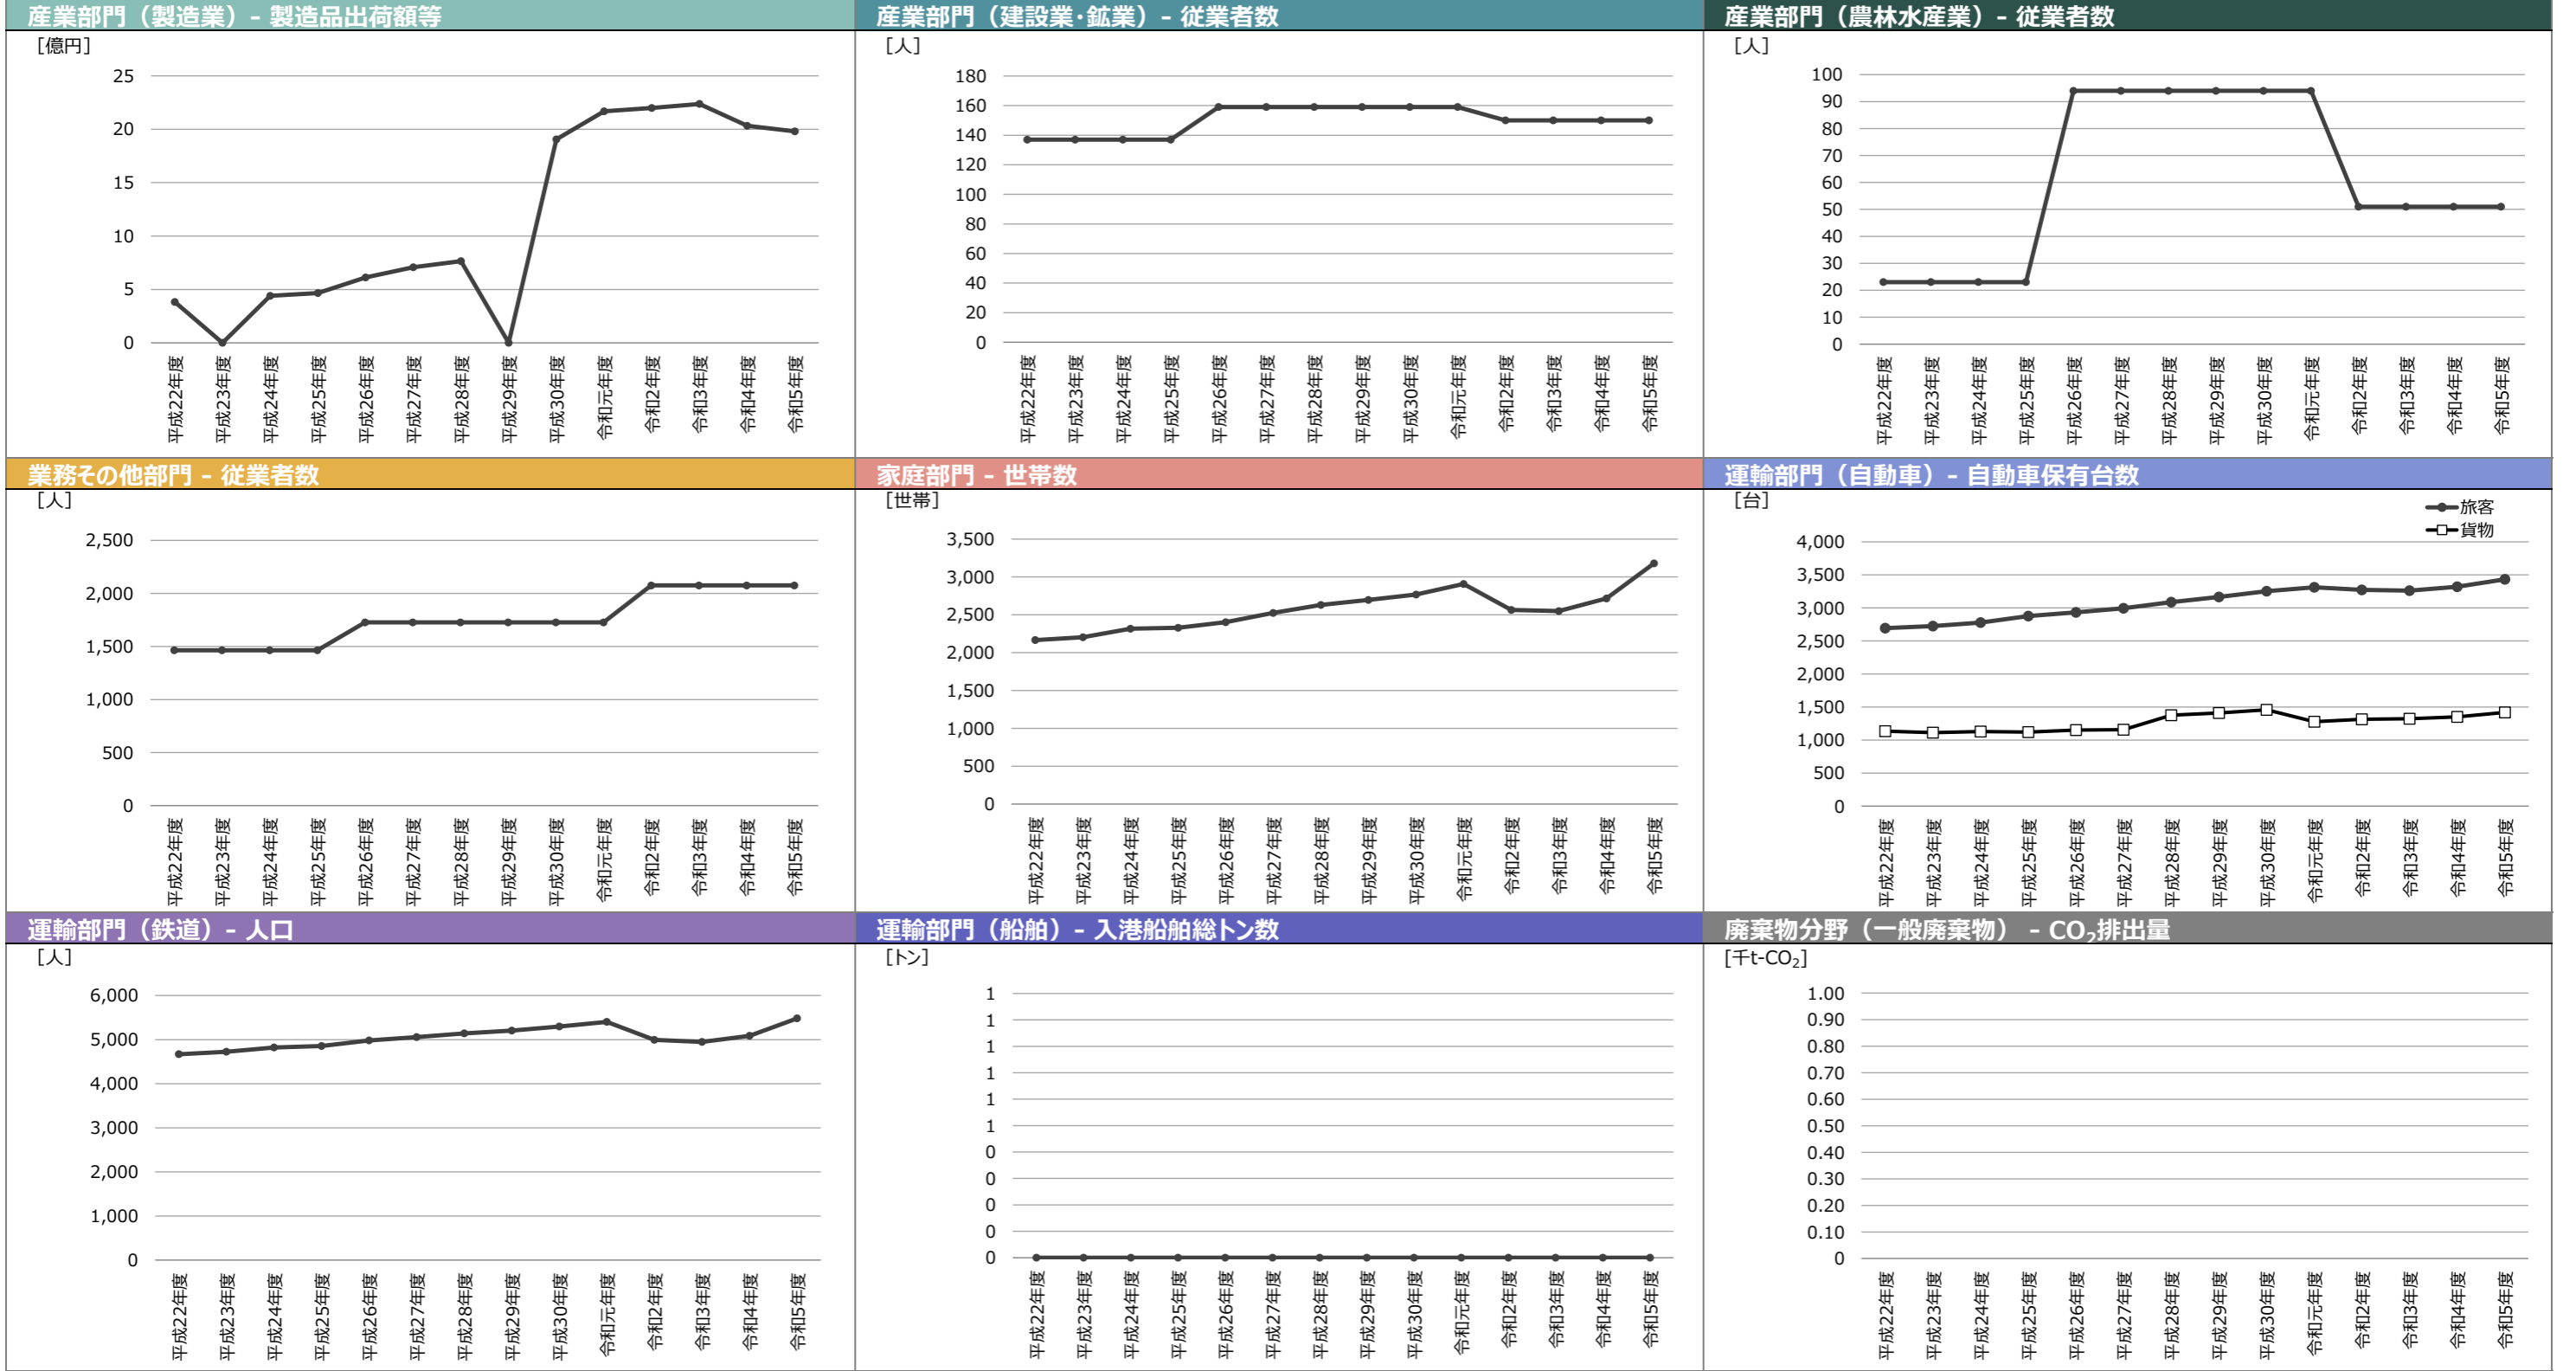 産業部門（製造業）- 製造品出荷額等
[億円]
25
20
15
10
5
0
平成22年度
平成23年度
平成24年度
平成25年度
平成26年度
平成27年度
平成28年度
平成29年度
平成30年度
令和元年度
令和2年度
令和3年度
令和4年度
令和5年度
産業部門（建設業・鉱業）- 従業者数
[人]
180
160
140
120
100
80
60
40
20
0
平成22年度
平成23年度
平成24年度
平成25年度
平成26年度
平成27年度
平成28年度
平成29年度
平成30年度
令和元年度
令和2年度
令和3年度
令和4年度
令和5年度
産業部門（農林水産業）- 従業者数
[人]
100
90
80
70
60
50
40
30
20
10
0
平成22年度
平成23年度
平成24年度
平成25年度
平成26年度
平成27年度
平成28年度
平成29年度
平成30年度
令和元年度
令和2年度
令和3年度
令和4年度
令和5年度
業務その他部門 - 従業者数
[人]
2,500
2,000
1,500
1,000
500
0
平成22年度
平成23年度
平成24年度
平成25年度
平成26年度
平成27年度
平成28年度
平成29年度
平成30年度
令和元年度
令和2年度
令和3年度
令和4年度
令和5年度
家庭部門 - 世帯数
[世帯]
3,500
3,000
2,500
2,000
1,500
1,000
500
0
平成22年度
平成23年度
平成24年度
平成25年度
平成26年度
平成27年度
平成28年度
平成29年度
平成30年度
令和元年度
令和2年度
令和3年度
令和4年度
令和5年度
運輸部門（自動車）- 自動車保有台数
[台]
旅客
貨物
4,000
3,500
3,000
2,500
2,000
1,500
1,000
500
0
平成22年度
平成23年度
平成24年度
平成25年度
平成26年度
平成27年度
平成28年度
平成29年度
平成30年度
令和元年度
令和2年度
令和3年度
令和4年度
令和5年度
運輸部門（鉄道）- 人口
[人]
6,000
5,000
4,000
3,000
2,000
1,000
0
平成22年度
平成23年度
平成24年度
平成25年度
平成26年度
平成27年度
平成28年度
平成29年度
平成30年度
令和元年度
令和2年度
令和3年度
令和4年度
令和5年度
運輸部門（船舶）- 入港船舶総トン数
[トン]
1
1
1
1
1
1
0
0
0
0
0
平成22年度
平成23年度
平成24年度
平成25年度
平成26年度
平成27年度
平成28年度
平成29年度
平成30年度
令和元年度
令和2年度
令和3年度
令和4年度
令和5年度
廃棄物分野（一般廃棄物） - CO₂排出量
[千t-CO₂]
1.00
0.90
0.80
0.70
0.60
0.50
0.40
0.30
0.20
0.10
0
平成22年度
平成23年度
平成24年度
平成25年度
平成26年度
平成27年度
平成28年度
平成29年度
平成30年度
令和元年度
令和2年度
令和3年度
令和4年度
令和5年度